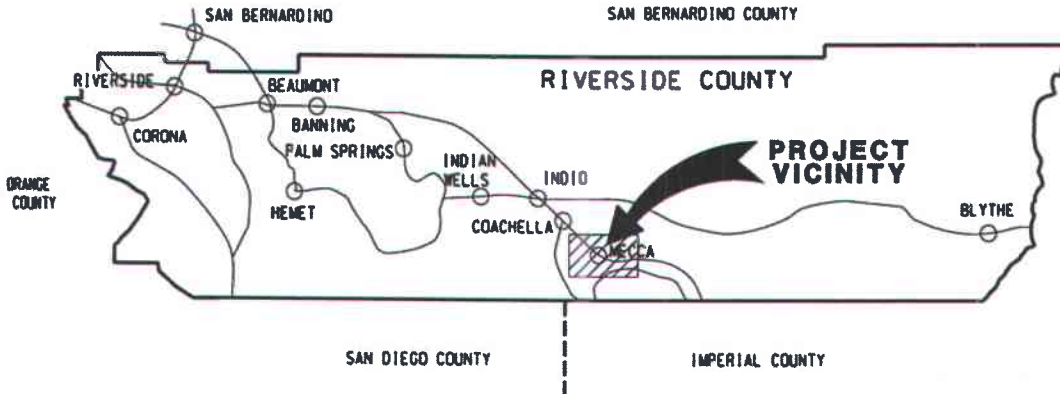 SAN BERNARDINO
SAN BERNARDINO COUNTY
RIVERSIDE
BEAUMONT
RIVERSIDE COUNTY
CORONA
BANNING
PALM SPRINGS
INDIAN
WELLS
PROJECT
VICINITY
ORANGE
COUNTY
HEMET
INDIO
COACHELLA
BLYTHE
MECCA
SAN DIEGO COUNTY
IMPERIAL COUNTY